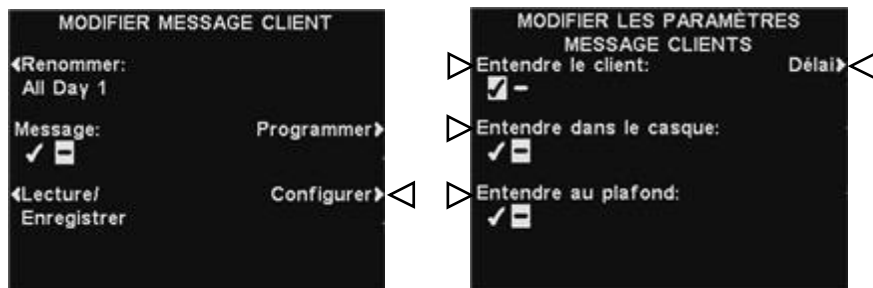 MODIFIER MESSAGE CLIENT
Renommer:
All Day 1
Message:
Programmer
Lecture/
Enregistrer
Configurer
MODIFIER LES PARAMÈTRES
MESSAGE CLIENTS
Entendre le client:
Délai
Entendre dans le casque:
Entendre au plafond: